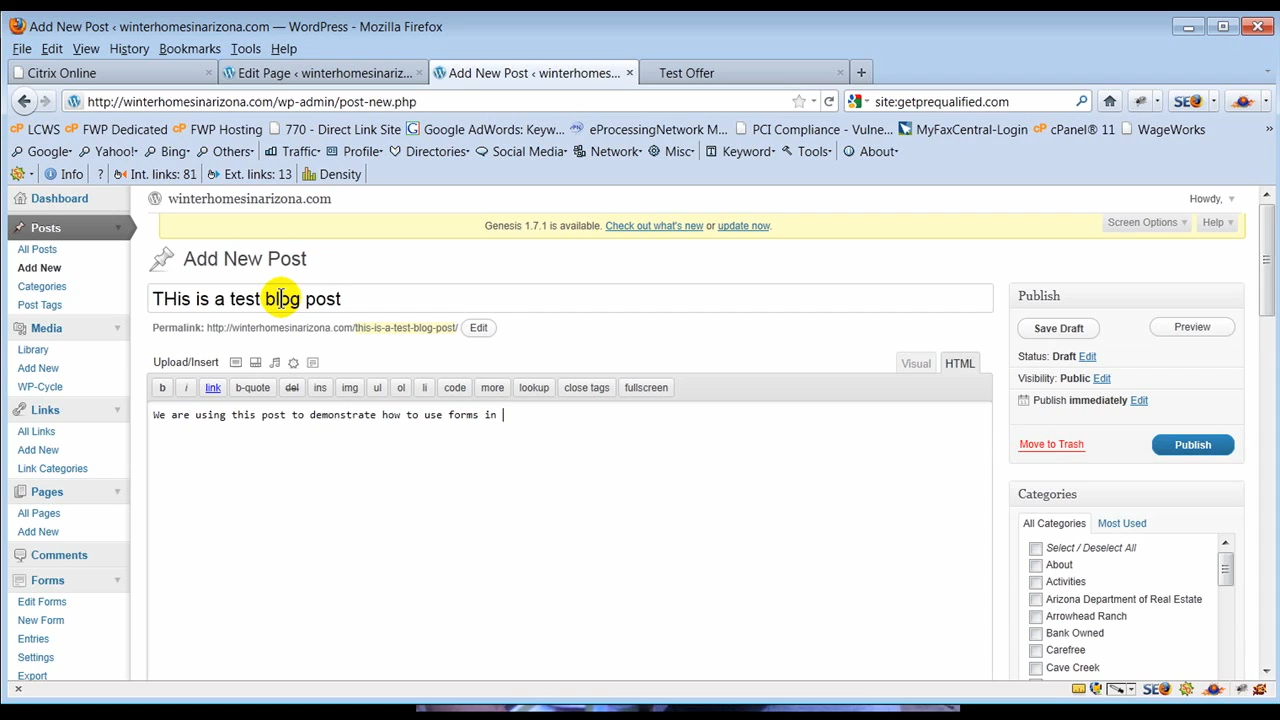 Add New Post ‹ winterhomesinarizona.com — WordPress - Mozilla Firefox
File Edit View History Bookmarks Tools Help
Citrix Online
Edit Page ‹ winterhomesinariz...
Add New Post ‹ winterhomes...
Test Offer
http://winterhomesinarizona.com/wp-admin/post-new.php
site:getprequalified.com
SEO
LCWS FWP Dedicated FWP Hosting 770 - Direct Link Site Google AdWords: Keyw... eProcessingNetwork M... PCI Compliance - Vulne... MyFaxCentral-Login cPanel® 11 WageWorks
Google Yahoo! Bing Others Traffic Profile Directories Social Media Network Misc Keyword Tools About
Info ? Int. links: 81 Ext. links: 13 Density
Dashboard
Posts
All Posts
Add New
Categories
Post Tags
Media
Library
Add New
WP-Cycle
Links
All Links
Add New
Link Categories
Pages
All Pages
Add New
Comments
Forms
Edit Forms
New Form
Entries
Settings
Export
winterhomesinarizona.com
Howdy,
Genesis 1.7.1 is available. Check out what's new or update now.
Screen Options
Help
Add New Post
THis is a test blog post
Permalink: http://winterhomesinarizona.com/this-is-a-test-blog-post/ Edit
Upload/Insert
Visual HTML
b i link b-quote del ins img ul ol li code more lookup close tags fullscreen
We are using this post to demonstrate how to use forms in
Publish
Save Draft Preview
Status: Draft Edit
Visibility: Public Edit
Publish immediately Edit
Move to Trash Publish
Categories
All Categories Most Used
Select / Deselect All
About
Activities
Arizona Department of Real Estate
Arrowhead Ranch
Bank Owned
Carefree
Cave Creek
SEO